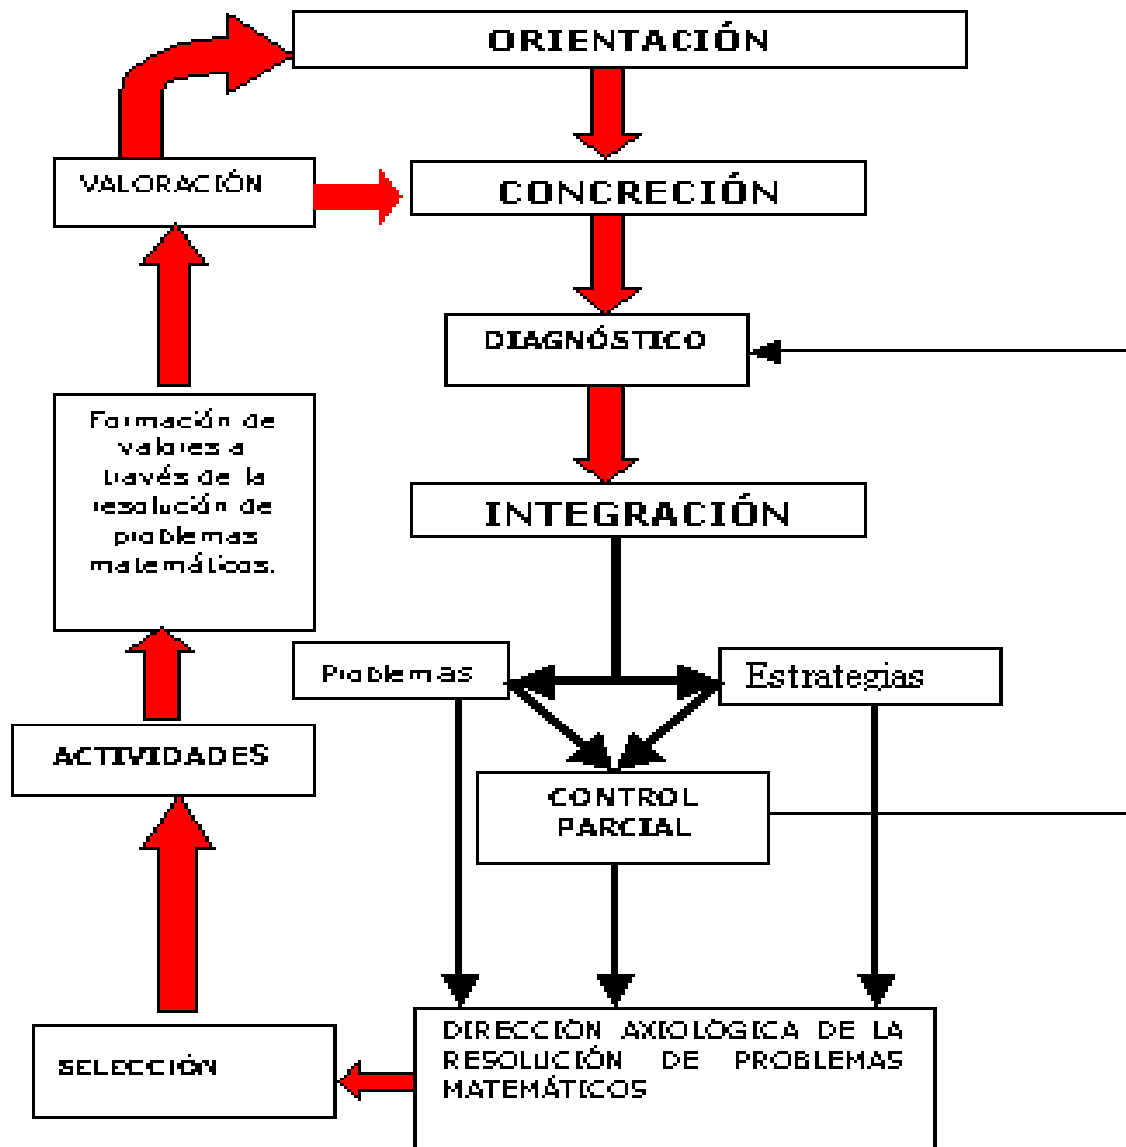 ORIENTACIÓN
VALORACIÓN
CONCRECIÓN
DIAGNÓSTICO
Formación de
valores a
través de la
resolución de
problemas
matemáticos.
INTEGRACIÓN
Problemas
Estrategias
ACTIVIDADES
CONTROL
PARCIAL
DIRECCIÓN AXIOLÓGICA DE LA
RESOLUCIÓN DE PROBLEMAS
MATEMÁTICOS
SELECCIÓN